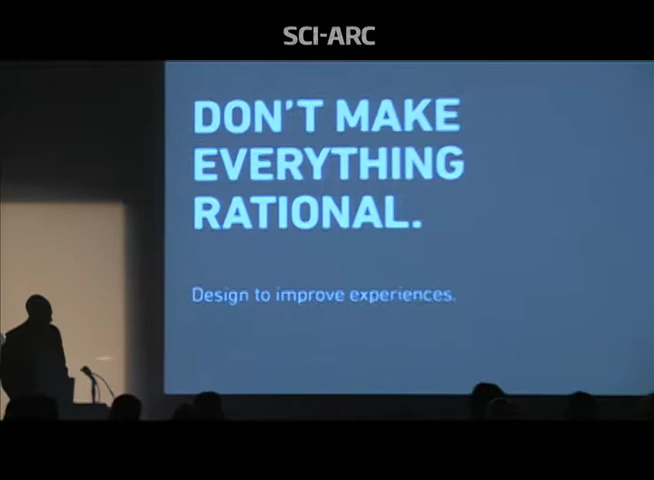 SCI-ARC
DON'T MAKE
EVERYTHING
RATIONAL.
Design to improve experiences.